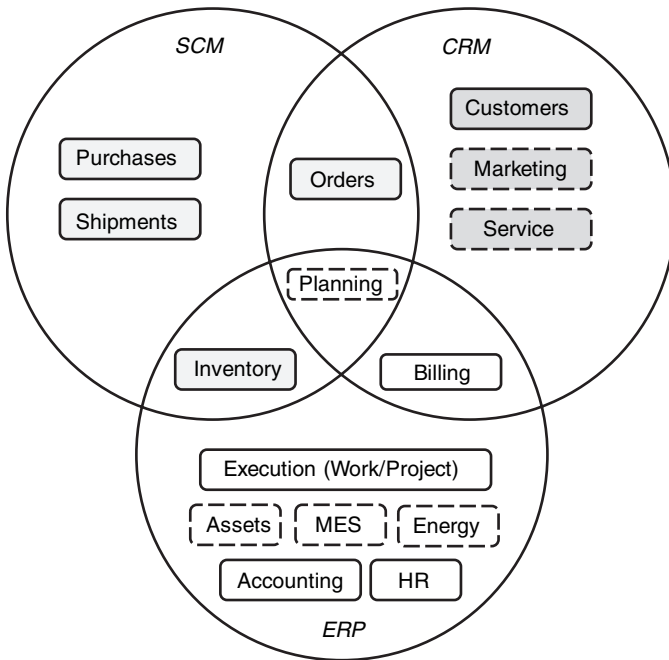 SCM
CRM
Customers
Purchases
Marketing
Orders
Shipments
Service
Planning
Inventory
Billing
Execution (Work/Project)
Assets
MES
Energy
Accounting
HR
ERP